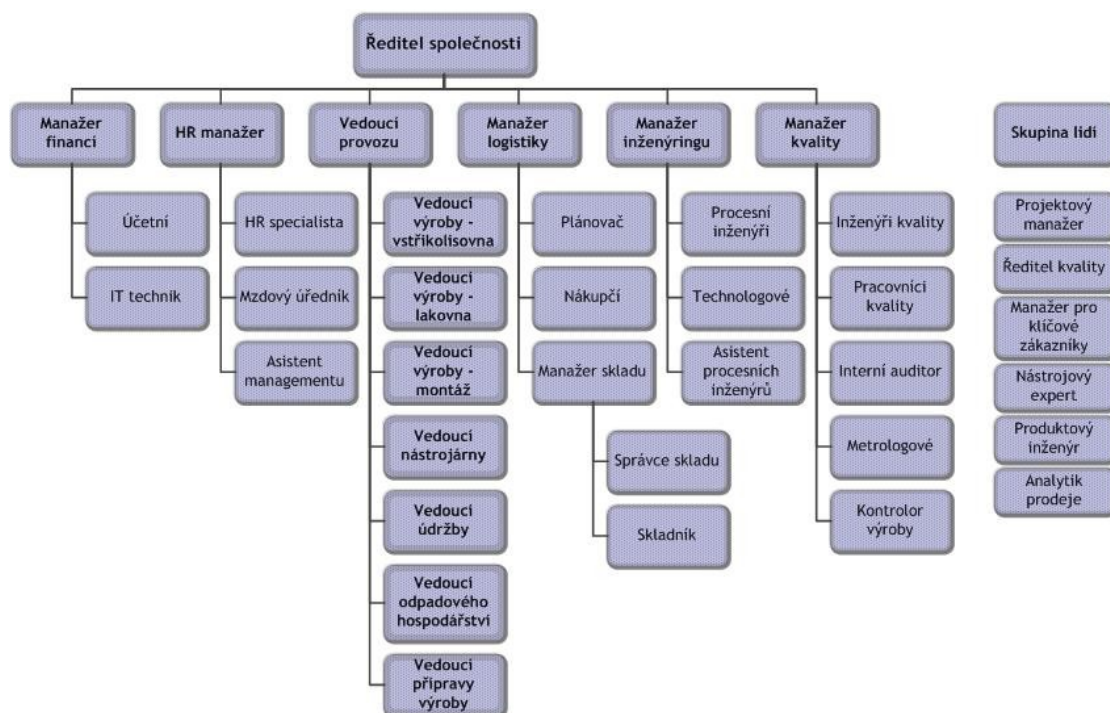 Ředitel společnosti
Manažer
financí
HR manažer
Vedoucí
provozu
Manažer
logistiky
Manažer
inženýringu
Manažer
kvality
Skupina lidí
Účetní
IT technik
HR specialista
Mzdový úředník
Asistent
managementu
Vedoucí
výroby -
vstřikolisovna
Vedoucí
výroby -
lakovna
Vedoucí
výroby -
montáž
Vedoucí
nástrojárny
Vedoucí
údržby
Vedoucí
odpadového
hospodářství
Vedoucí
přípravy
výroby
Plánovač
Nákupčí
Manažer skladu
Správce skladu
Skladník
Procesní
inženýři
Technologové
Asistent
procesních
inženýrů
Inženýři kvality
Pracovníci
kvality
Interní auditor
Metrologové
Kontrolor
výroby
Projektový
manažer
Ředitel kvality
Manažer pro
klíčové
zákazníky
Nástrojový
expert
Produktový
inženýr
Analytik
prodeje